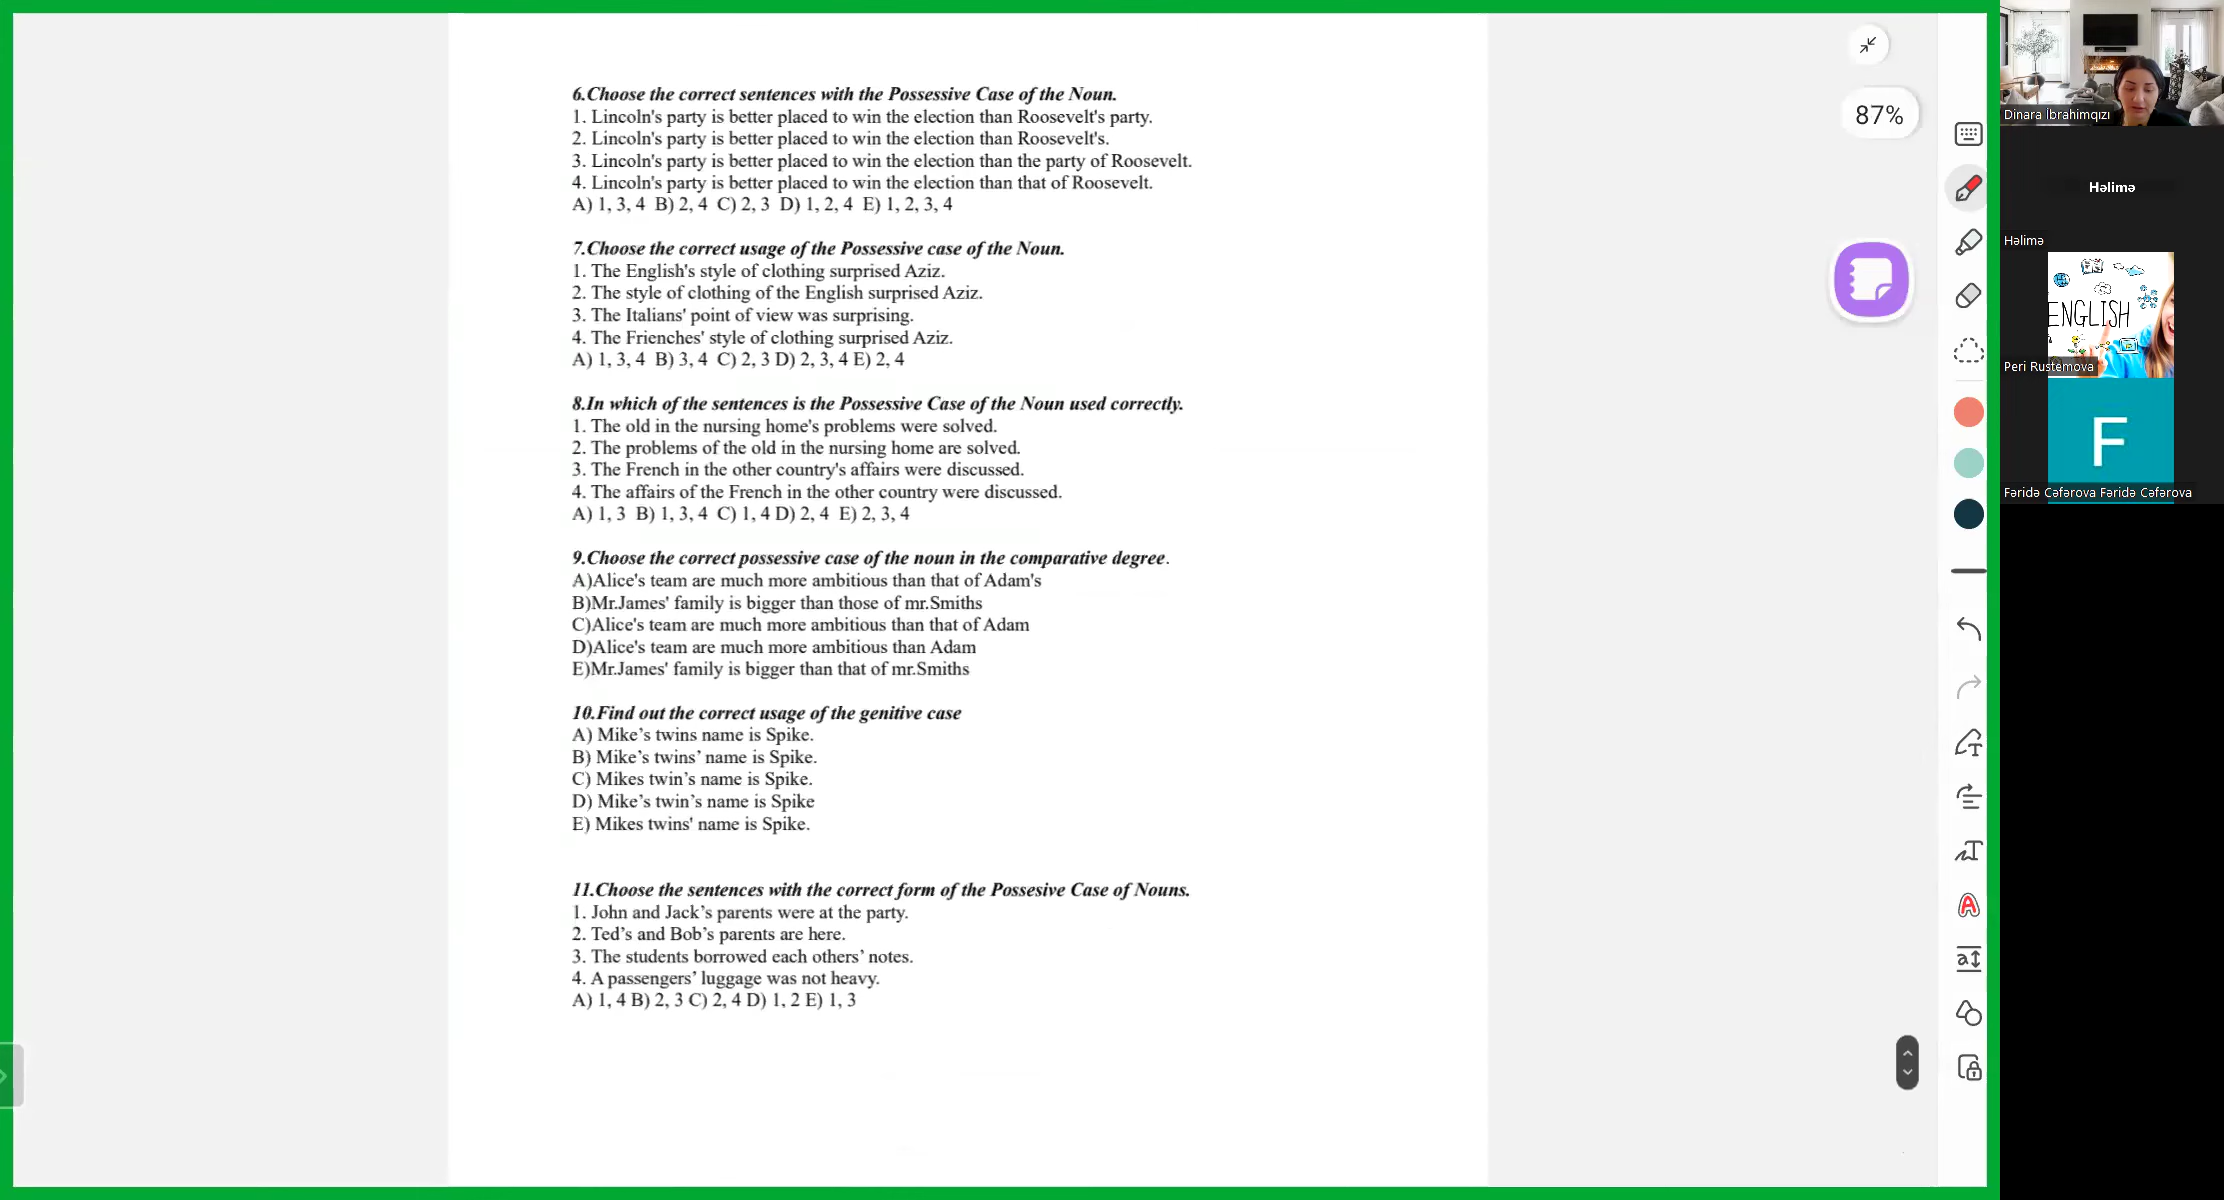 6.Choose the correct sentences with the Possessive Case of the Noun.
1. Lincoln's party is better placed to win the election than Roosevelt's party.
2. Lincoln's party is better placed to win the election than Roosevelt's.
3. Lincoln's party is better placed to win the election than the party of Roosevelt.
4. Lincoln's party is better placed to win the election than that of Roosevelt.
A) 1, 3, 4 B) 2, 4 C) 2, 3 D) 1, 2, 4 E) 1, 2, 3, 4
7.Choose the correct usage of the Possessive case of the Noun.
1. The English's style of clothing surprised Aziz.
2. The style of clothing of the English surprised Aziz.
3. The Italians' point of view was surprising.
4. The Frienches' style of clothing surprised Aziz.
A) 1, 3, 4 B) 3, 4 C) 2, 3 D) 2, 3, 4 E) 2, 4
8.In which of the sentences is the Possessive Case of the Noun used correctly.
1. The old in the nursing home's problems were solved.
2. The problems of the old in the nursing home are solved.
3. The French in the other country's affairs were discussed.
4. The affairs of the French in the other country were discussed.
A) 1, 3 B) 1, 3, 4 C) 1, 4 D) 2, 4 E) 2, 3, 4
9.Choose the correct possessive case of the noun in the comparative degree.
A)Alice's team are much more ambitious than that of Adam's
B)Mr.James' family is bigger than those of mr.Smiths
C)Alice's team are much more ambitious than that of Adam
D)Alice's team are much more ambitious than Adam
E)Mr.James' family is bigger than that of mr.Smiths
10.Find out the correct usage of the genitive case
A) Mike’s twins name is Spike.
B) Mike’s twins’ name is Spike.
C) Mikes twin’s name is Spike.
D) Mike’s twin’s name is Spike
E) Mikes twins' name is Spike.
11.Choose the sentences with the correct form of the Possesive Case of Nouns.
1. John and Jack’s parents were at the party.
2. Ted’s and Bob’s parents are here.
3. The students borrowed each others’ notes.
4. A passengers’ luggage was not heavy.
A) 1, 4 B) 2, 3 C) 2, 4 D) 1, 2 E) 1, 3
87%
Dinara İbrahimqızı
Həlimə
Həlimə
ENGLISH
Peri Rustemova
F
Fəridə Cəfərova Fəridə Cəfərova